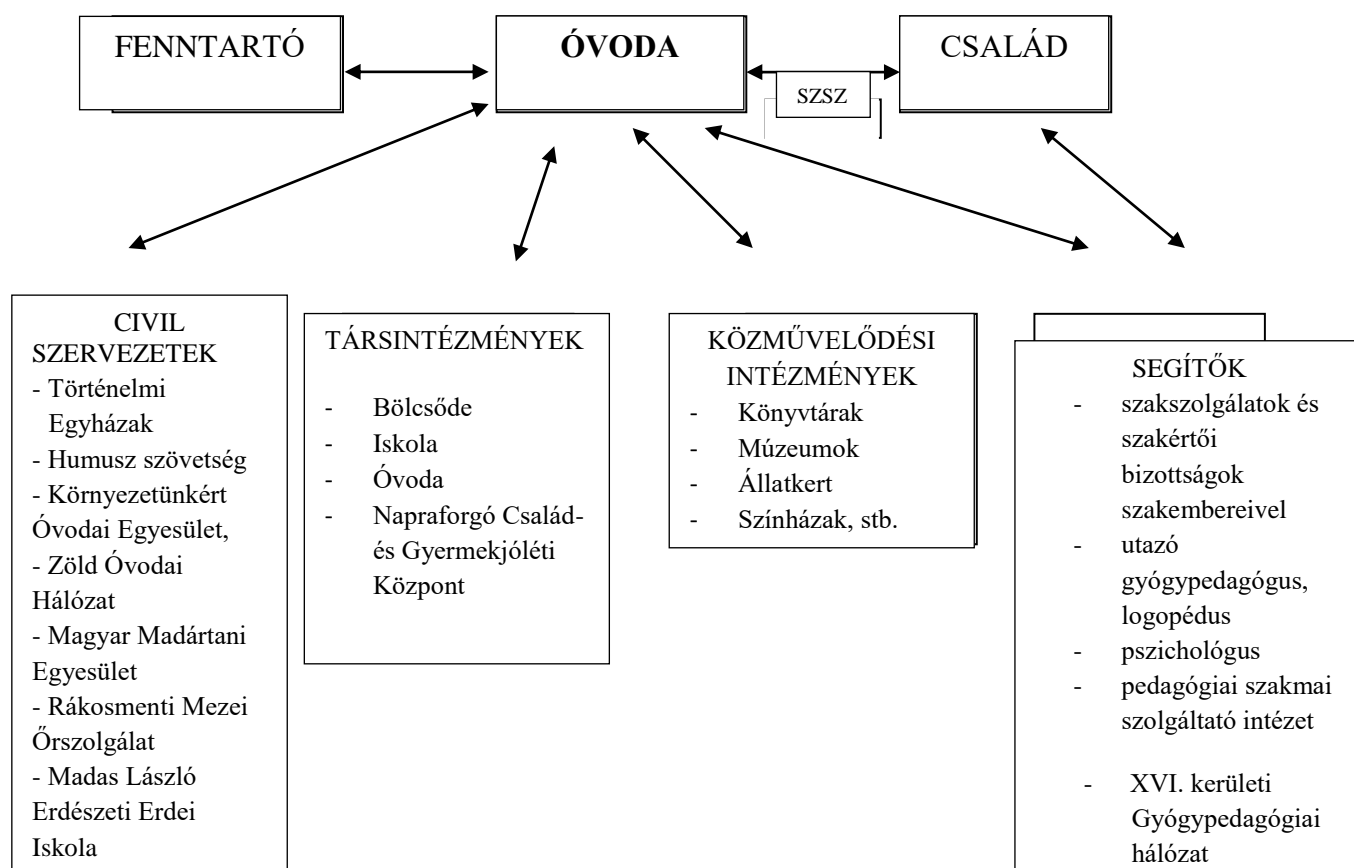 FENNTARTÓ
ÓVODA
CSALÁD
SZSZ
CIVIL
SZERVEZETEK
- Történelmi
Egyházak
- Humusz szövetség
- Környezetünkért
Óvodai Egyesület,
- Zöld Óvodai
Hálózat
- Magyar Madártani
Egyesület
- Rákosmenti Mezei
Őrszolgálat
- Madas László
Erdészeti Erdei
Iskola
TÁRSINTÉZMÉNYEK
- Bölcsőde
- Iskola
- Óvoda
- Napraforgó Család-
és Gyermekjóléti
Központ
KÖZMŰVELŐDÉSI
INTÉZMÉNYEK
- Könyvtárak
- Múzeumok
- Állatkert
- Színházak, stb.
SEGÍTŐK
- szakszolgálatok és
szakértői
bizottságok
szakembereivel
- utazó
gyógypedagógus,
logopédus
- pszichológus
- pedagógiai szakmai
szolgáltató intézet
- XVI. kerületi
Gyógypedagógiai
hálózat